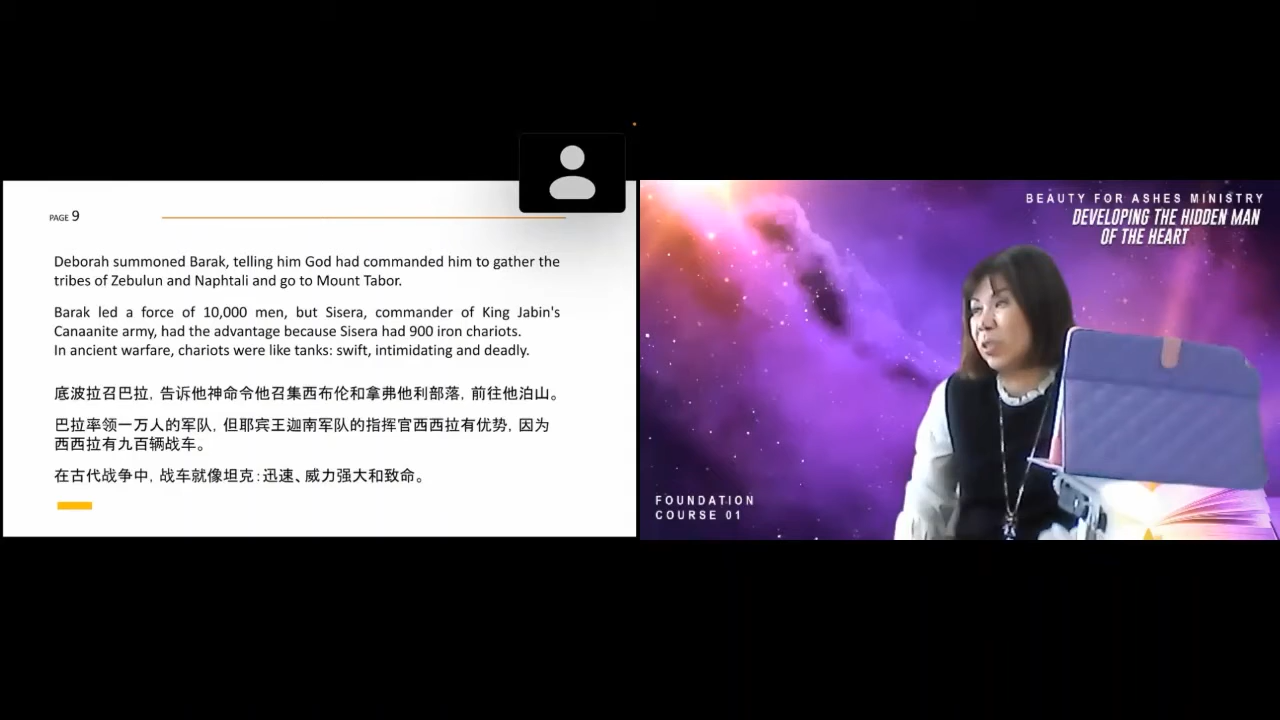 PAGE 9
Deborah summoned Barak, telling him God had commanded him to gather the
tribes of Zebulun and Naphtali and go to Mount Tabor.
Barak led a force of 10,000 men, but Sisera, commander of King Jabin's
Canaanite army, had the advantage because Sisera had 900 iron chariots.
In ancient warfare, chariots were like tanks: swift, intimidating and deadly.
底波拉召巴拉，告诉他神命令他召集西布伦和拿弗他利部落，前往他泊山。
巴拉率领一万人的军队，但耶宾王迦南军队的指挥官西西拉有优势，因为
西西拉有九百辆战车。
在古代战争中，战车就像坦克：迅速、威力强大和致命。
BEAUTY FOR ASHES MINISTRY
DEVELOPING THE HIDDEN MAN
OF THE HEART
FOUNDATION
COURSE 01